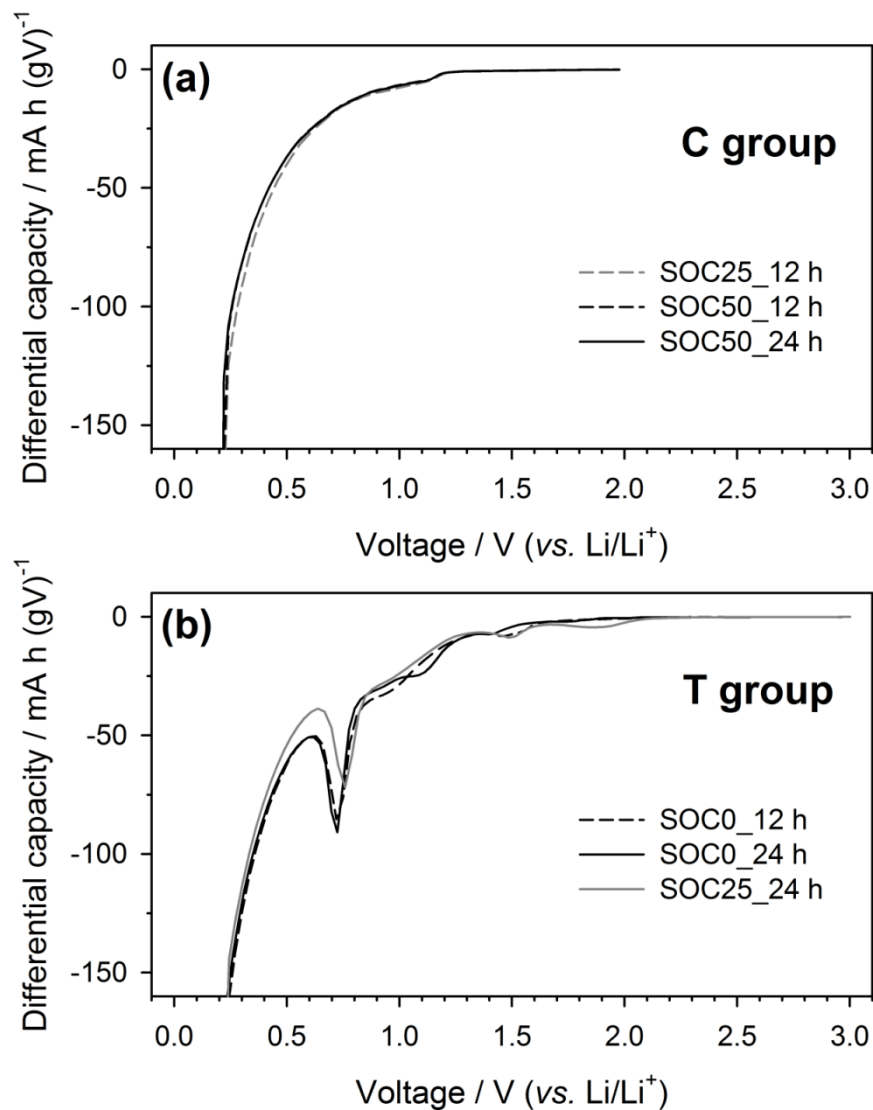 (a)
C group
Differential capacity / mA h (gV)⁻¹
0
-50
-100
-150
SOC25_12 h
SOC50_12 h
SOC50_24 h
0.0 0.5 1.0 1.5 2.0 2.5 3.0
Voltage / V (vs. Li/Li⁺)
(b)
T group
Differential capacity / mA h (gV)⁻¹
0
-50
-100
-150
SOC0_12 h
SOC0_24 h
SOC25_24 h
0.0 0.5 1.0 1.5 2.0 2.5 3.0
Voltage / V (vs. Li/Li⁺)